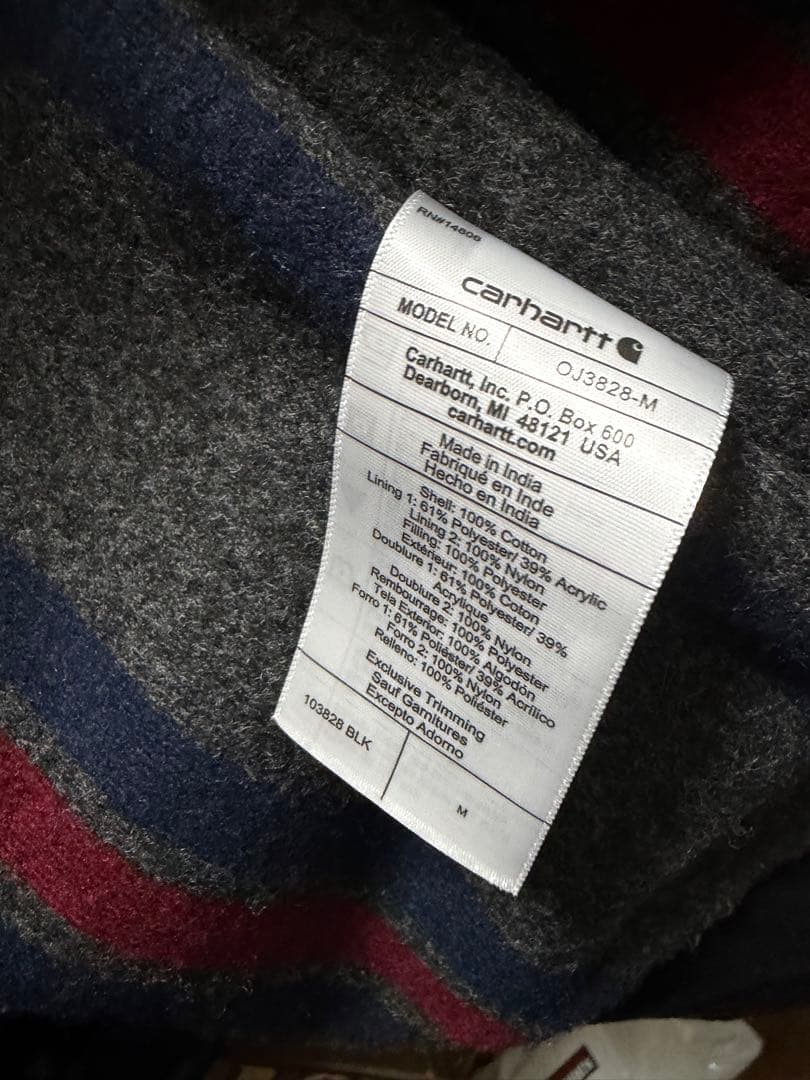 RN#14806
carhartt
MODEL NO. OJ3828-M
Carhartt, Inc. P.O. Box 600
Dearborn, MI 48121 USA
carhartt.com
Made in India
Fabriqué en Inde
Hecho en India
Shell: 100% Cotton
Lining 1: 61% Polyester/ 39% Acrylic
Lining 2: 100% Nylon
Filling: 100% Polyester
Extérieur: 100% Coton
Doublure 1: 61% Polyester/ 39%
Acrylique
Doublure 2: 100% Nylon
Rembourrage: 100% Polyester
Tela Exterior: 100% Algodón
Forro 1: 61% Poliéster/ 39% Acrílico
Forro 2: 100% Nylon
Relleno: 100% Poliéster
Exclusive Trimming
Sauf Garnitures
Excepto Adorno
103828 BLK M